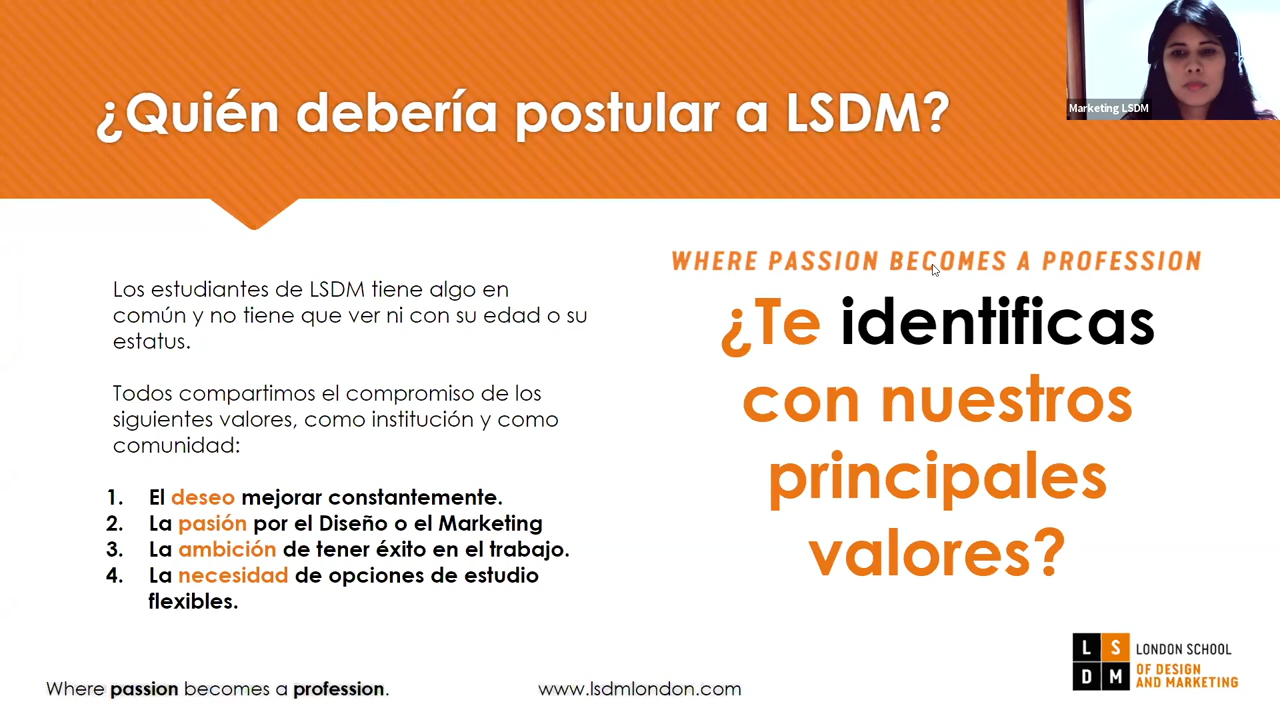 ¿Quién debería postular a LSDM?
Marketing LSDM
Los estudiantes de LSDM tiene algo en
común y no tiene que ver ni con su edad o su
estatus.
Todos compartimos el compromiso de los
siguientes valores, como institución y como
comunidad:
1. El deseo mejorar constantemente.
2. La pasión por el Diseño o el Marketing
3. La ambición de tener éxito en el trabajo.
4. La necesidad de opciones de estudio
flexibles.
WHERE PASSION BECOMES A PROFESSION
¿Te identificas
con nuestros
principales
valores?
Where passion becomes a profession.
www.lsdmlondon.com
L S
D M
LONDON SCHOOL
OF DESIGN
AND MARKETING